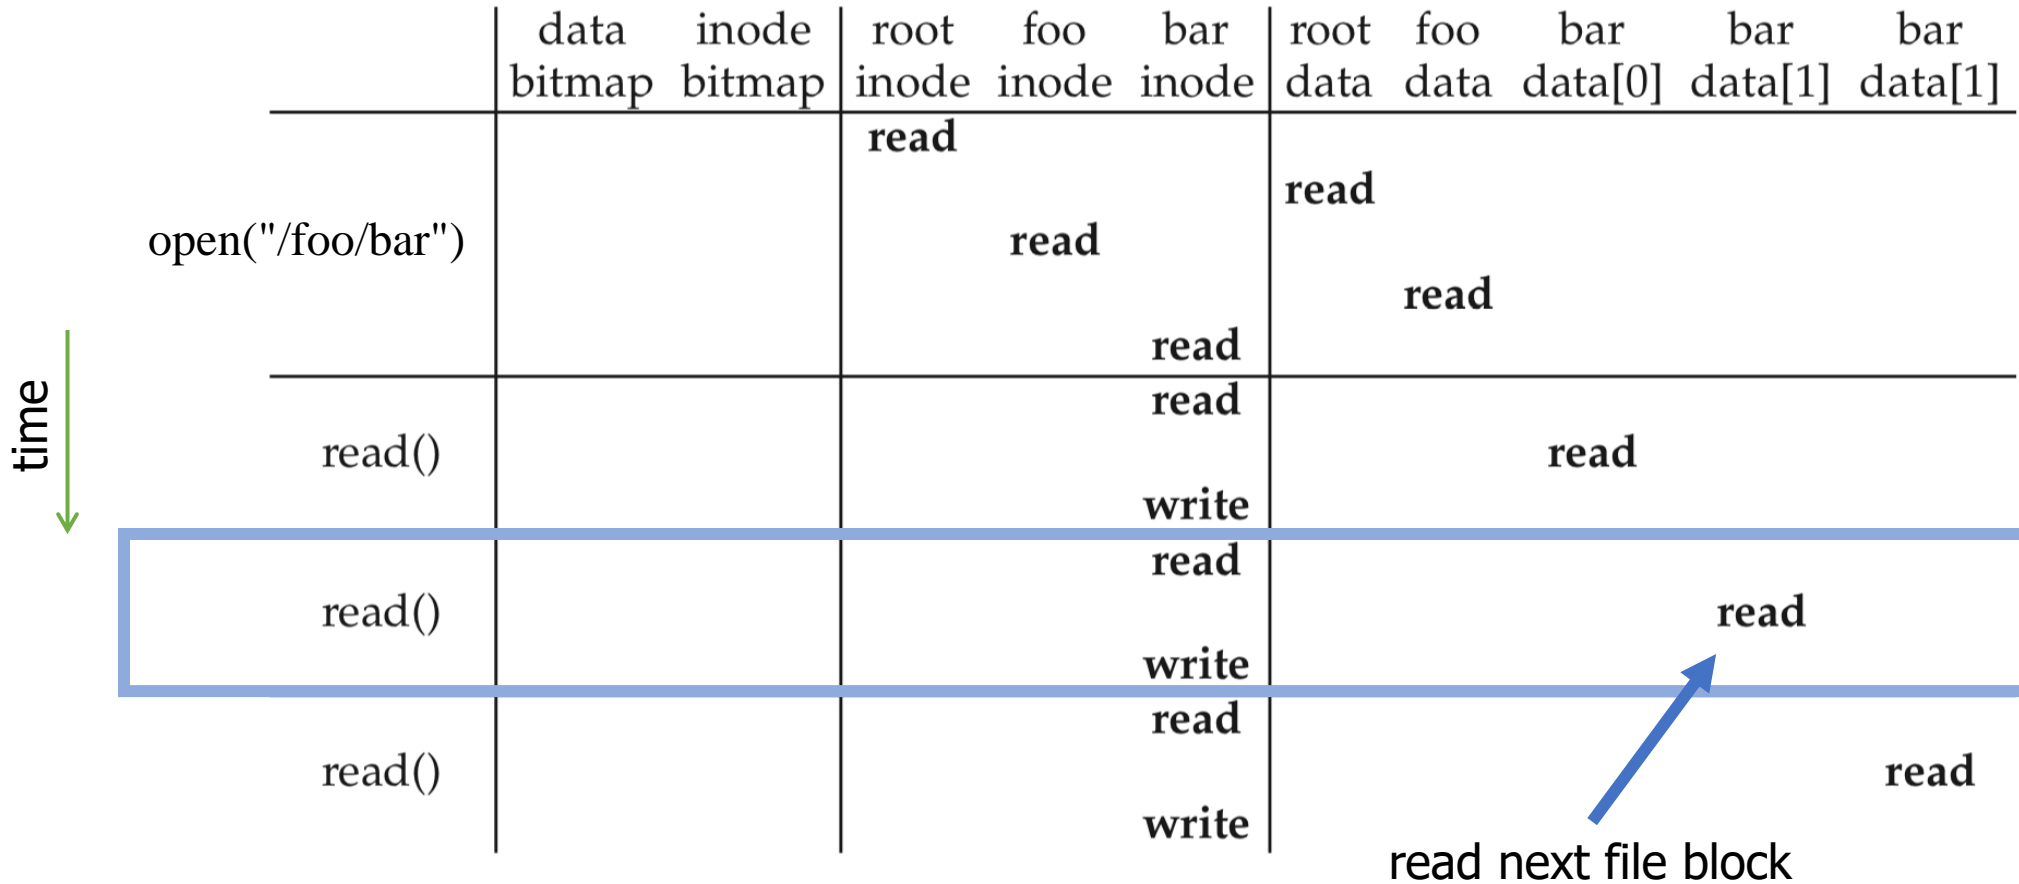 data inode root foo bar root foo bar bar bar
bitmap bitmap inode inode inode data data data[0] data[1] data[1]
read
read
open("/foo/bar") read
read
read
time
read
read() read
write
read
read() read
write
read
read() read
write
read next file block